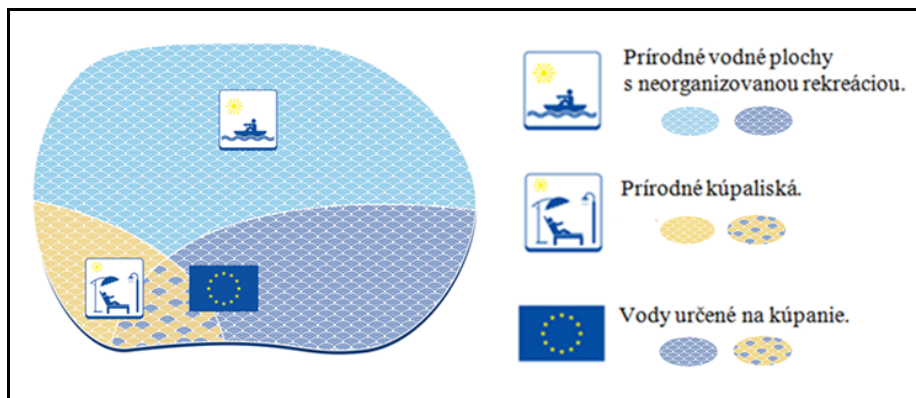 Prírodné vodné plochy
s neorganizovanou rekreáciou.
Prírodné kúpaliská.
Vody určené na kúpanie.